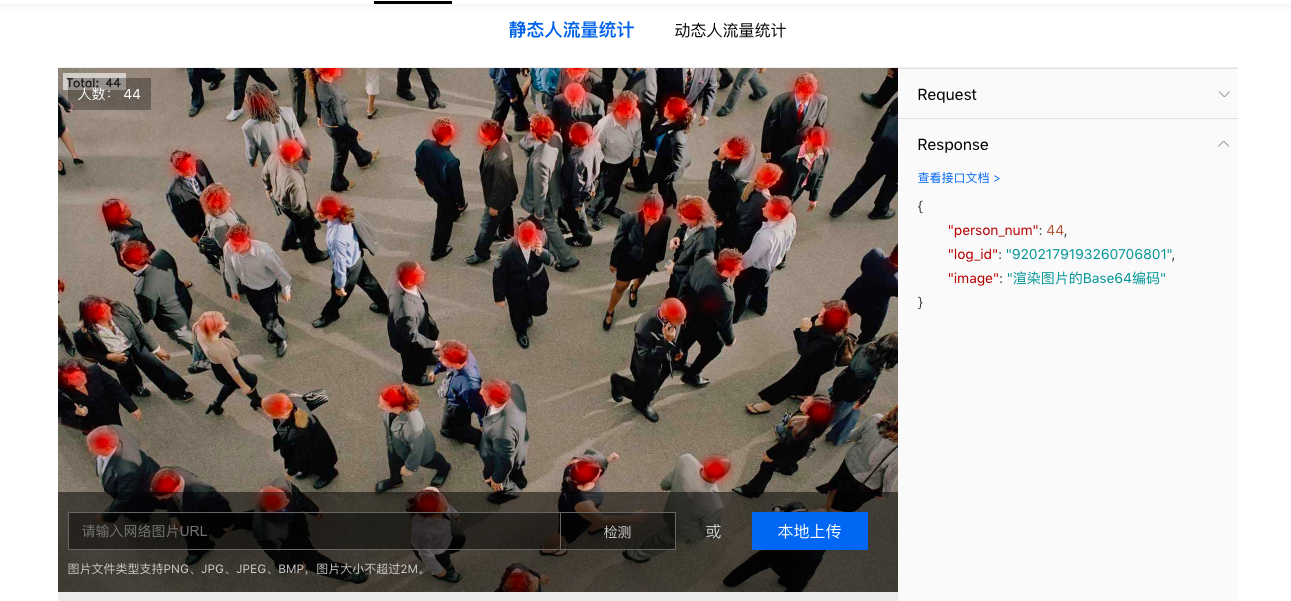 静态人流量统计 动态人流量统计
Total: 44
人数： 44
请输入网络图片URL 检测 或 本地上传
图片文件类型支持PNG、JPG、JPEG、BMP，图片大小不超过2M。
Request
Response
查看接口文档 >
{
"person_num": 44,
"log_id": "9202179193260706801",
"image": "渲染图片的Base64编码"
}